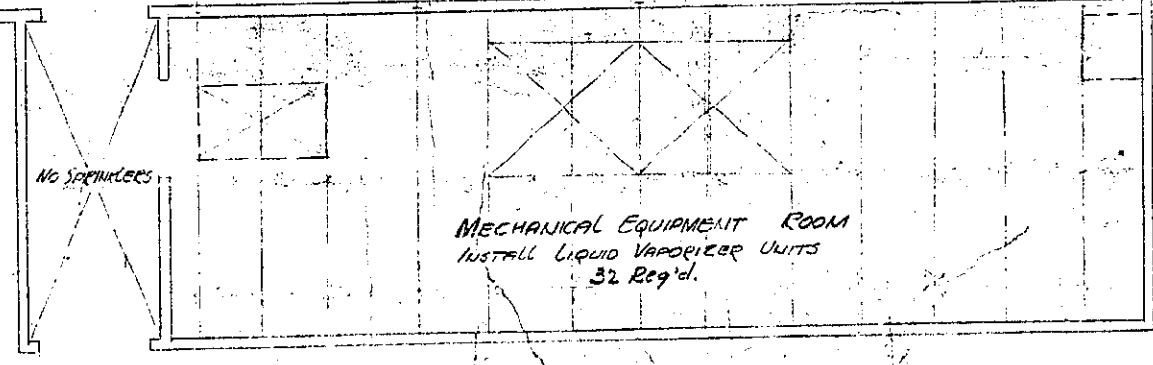 NO SPRINKLERS
MECHANICAL EQUIPMENT ROOM
INSTALL LIQUID VAPORIZER UNITS
32 Req'd.